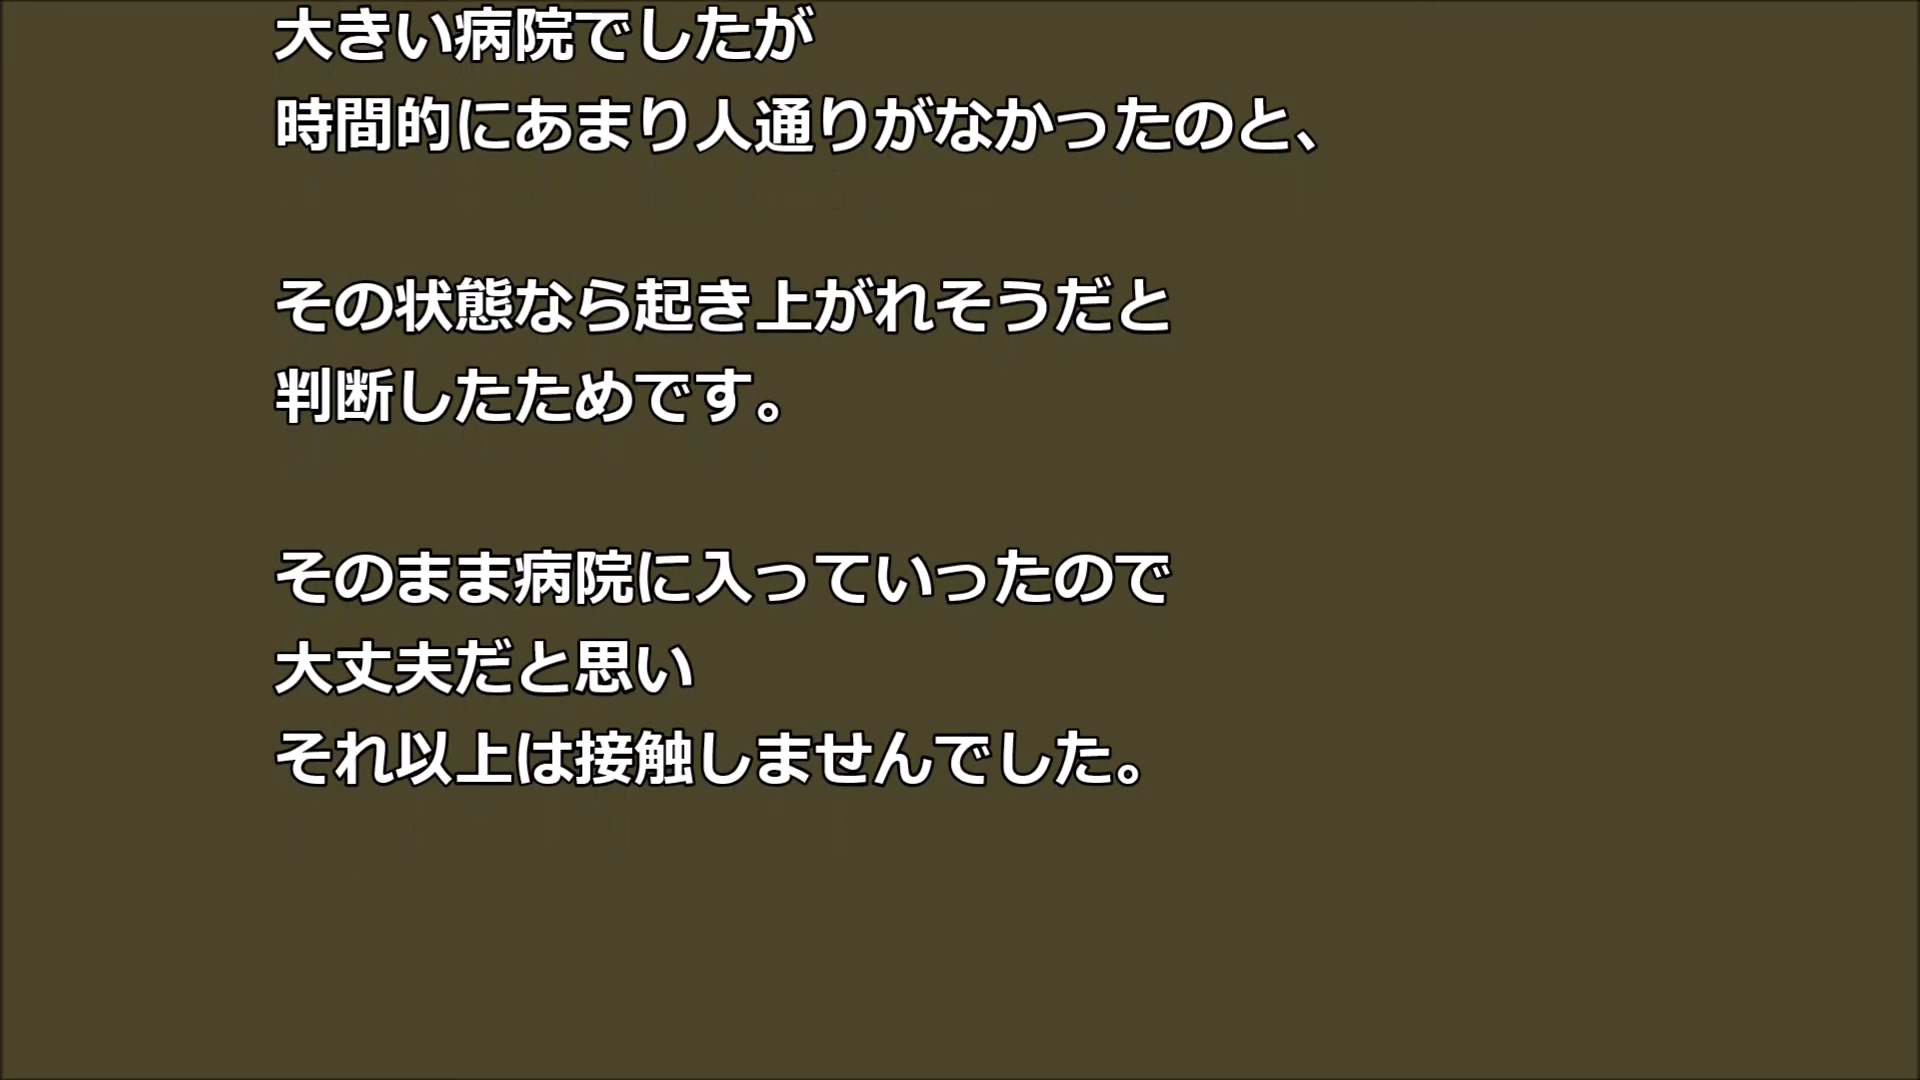 大きい病院でしたが
時間的にあまり人通りがなかったのと、
その状態なら起き上がれそうだと
判断したためです。
そのまま病院に入っていったので
大丈夫だと思い
それ以上は接触しませんでした。